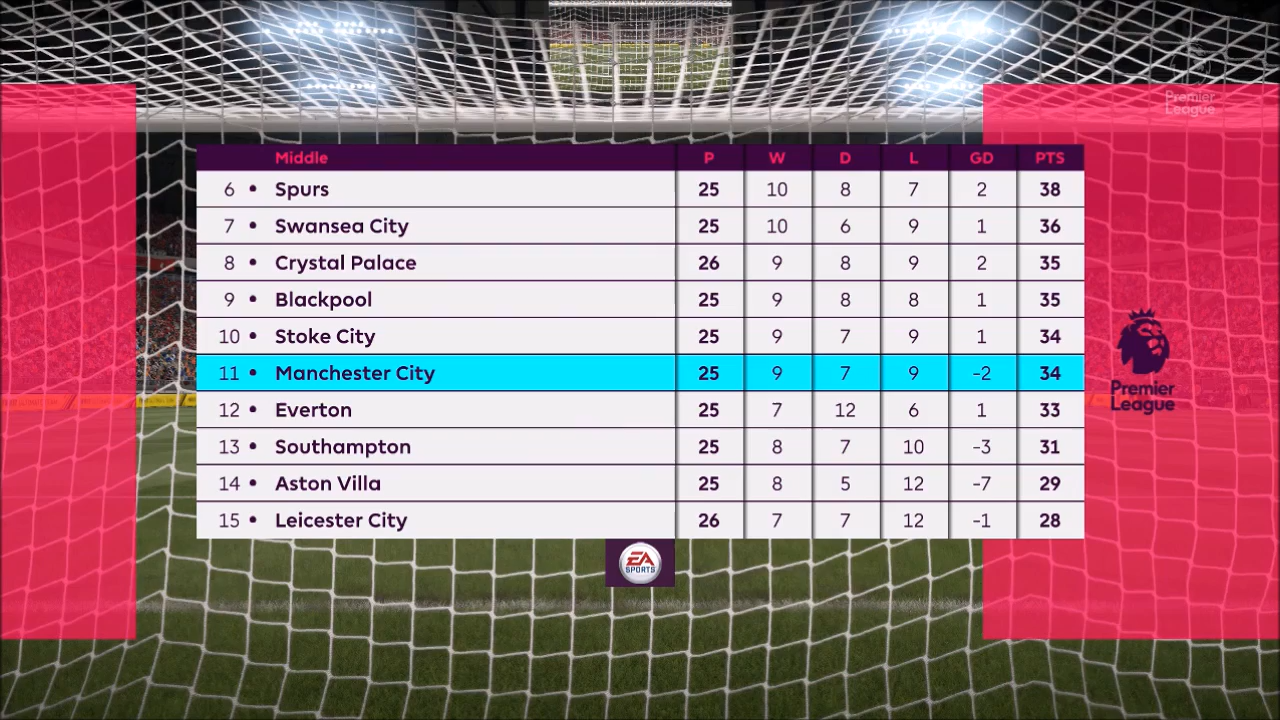 Premier
League
Middle P W D L GD PTS
6 • Spurs 25 10 8 7 2 38
7 • Swansea City 25 10 6 9 1 36
8 • Crystal Palace 26 9 8 9 2 35
9 • Blackpool 25 9 8 8 1 35
10 • Stoke City 25 9 7 9 1 34
11 • Manchester City 25 9 7 9 -2 34
12 • Everton 25 7 12 6 1 33
13 • Southampton 25 8 7 10 -3 31
14 • Aston Villa 25 8 5 12 -7 29
15 • Leicester City 26 7 7 12 -1 28
Premier
League
EA
SPORTS